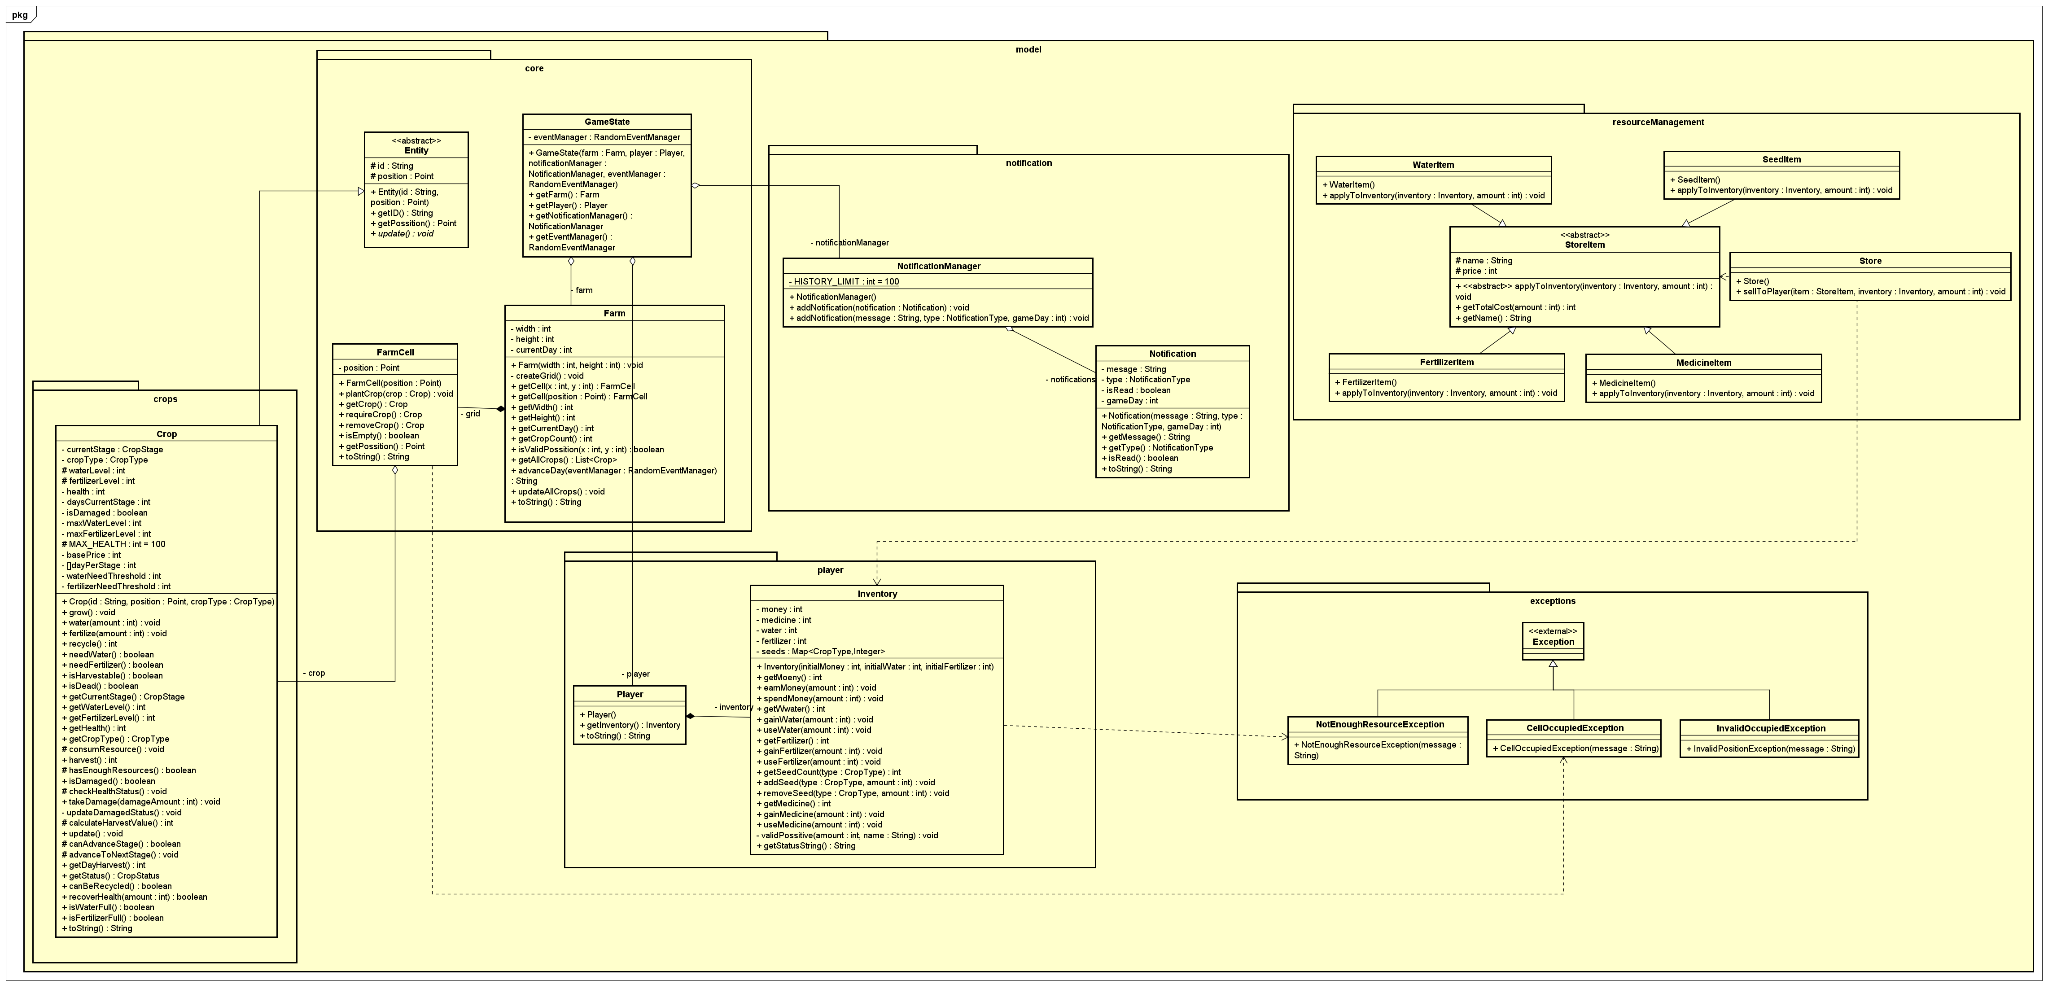 pkg
model
core
<<abstract>>
Entity
# id : String
# position : Point
+ Entity(id : String,
position : Point)
+ getID() : String
+ getPossition() : Point
+ update() : void
GameState
- eventManager : RandomEventManager
+ GameState(farm : Farm, player : Player,
notificationManager :
NotificationManager, eventManager :
RandomEventManager)
+ getFarm() : Farm
+ getPlayer() : Player
+ getNotificationManager() :
NotificationManager
+ getEventManager() :
RandomEventManager
- farm
Farm
- width : int
- height : int
- currentDay : int
+ Farm(width : int, height : int) : void
- createGrid() : void
+ getCell(x : int, y : int) : FarmCell
+ getCell(position : Point) : FarmCell
+ getWidth() : int
+ getHeight() : int
+ getCurrentDay() : int
+ getCropCount() : int
+ isValidPossition(x : int, y : int) : boolean
+ getAllCrops() : List<Crop>
+ advanceDay(eventManager : RandomEventManager)
: String
+ updateAllCrops() : void
+ toString() : String
FarmCell
- position : Point
+ FarmCell(position : Point)
+ plantCrop(crop : Crop) : void
+ getCrop() : Crop
+ requireCrop() : Crop
+ removeCrop() : Crop
+ isEmpty() : boolean
+ getPossition() : Point
+ toString() : String
- grid
crops
Crop
- currentStage : CropStage
- cropType : CropType
# waterLevel : int
# fertilizerLevel : int
- health : int
- daysCurrentStage : int
- isDamaged : boolean
- maxWaterLevel : int
- maxFertilizerLevel : int
# MAX_HEALTH : int = 100
- basePrice : int
- []dayPerStage : int
- waterNeedThreshold : int
- fertilizerNeedThreshold : int
+ Crop(id : String, position : Point, cropType : CropType)
+ grow() : void
+ water(amount : int) : void
+ fertilize(amount : int) : void
+ recycle() : int
+ needWater() : boolean
+ needFertilizer() : boolean
+ isHarvestable() : boolean
+ isDead() : boolean
+ getCurrentStage() : CropStage
+ getWaterLevel() : int
+ getFertilizerLevel() : int
+ getHealth() : int
+ getCropType() : CropType
# consumResource() : void
+ harvest() : int
# hasEnoughResources() : boolean
+ isDamaged() : boolean
# checkHealthStatus() : void
+ takeDamage(damageAmount : int) : void
- updateDamagedStatus() : void
# calculateHarvestValue() : int
+ update() : void
# canAdvanceStage() : boolean
# advanceToNextStage() : void
+ getDayHarvest() : int
+ getStatus() : CropStatus
+ canBeRecycled() : boolean
+ recoverHealth(amount : int) : boolean
+ isWaterFull() : boolean
+ isFertilizerFull() : boolean
+ toString() : String
- crop
notification
- notificationManager
NotificationManager
- HISTORY_LIMIT : int = 100
+ NotificationManager()
+ addNotification(notification : Notification) : void
+ addNotification(message : String, type : NotificationType, gameDay : int) : void
- notifications
Notification
- mesage : String
- type : NotificationType
- isRead : boolean
- gameDay : int
+ Notification(message : String, type :
NotificationType, gameDay : int)
+ getMessage() : String
+ getType() : NotificationType
+ isRead() : boolean
+ toString() : String
resourceManagement
WaterItem
+ WaterItem()
+ applyToInventory(inventory : Inventory, amount : int) : void
SeedItem
+ SeedItem()
+ applyToInventory(inventory : Inventory, amount : int) : void
<<abstract>>
StoreItem
# name : String
# price : int
+ <<abstract>> applyToInventory(inventory : Inventory, amount : int) :
void
+ getTotalCost(amount : int) : int
+ getName() : String
Store
+ Store()
+ sellToPlayer(item : StoreItem, inventory : Inventory, amount : int) : void
FertilizerItem
+ FertilizerItem()
+ applyToInventory(inventory : Inventory, amount : int) : void
MedicineItem
+ MedicineItem()
+ applyToInventory(inventory : Inventory, amount : int) : void
player
- player
Player
+ Player()
+ getInventory() : Inventory
+ toString() : String
- inventory
Inventory
- money : int
- medicine : int
- water : int
- fertilizer : int
- seeds : Map<CropType,Integer>
+ Inventory(initialMoney : int, initialWater : int, initialFertilizer : int)
+ getMoeny() : int
+ earnMoney(amount : int) : void
+ spendMoney(amount : int) : void
+ getWwater() : int
+ gainWater(amount : int) : void
+ useWater(amount : int) : void
+ getFertilizer() : int
+ gainFertilizer(amount : int) : void
+ useFertilizer(amount : int) : void
+ getSeedCount(type : CropType) : int
+ addSeed(type : CropType, amount : int) : void
+ removeSeed(type : CropType, amount : int) : void
+ getMedicine() : int
+ gainMedicine(amount : int) : void
+ useMedicine(amount : int) : void
- validPossitive(amount : int, name : String) : void
+ getStatusString() : String
exceptions
<<external>>
Exception
NotEnoughResourceException
+ NotEnoughResourceException(message :
String)
CellOccupiedException
+ CellOccupiedException(message : String)
InvalidOccupiedException
+ InvalidPositionException(message : String)